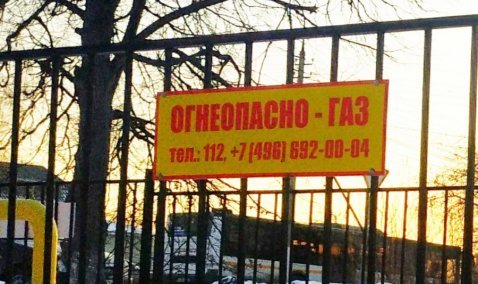 ОГНЕОПАСНО - ГАЗ
тел.: 112, +7 (496) 692-00-04